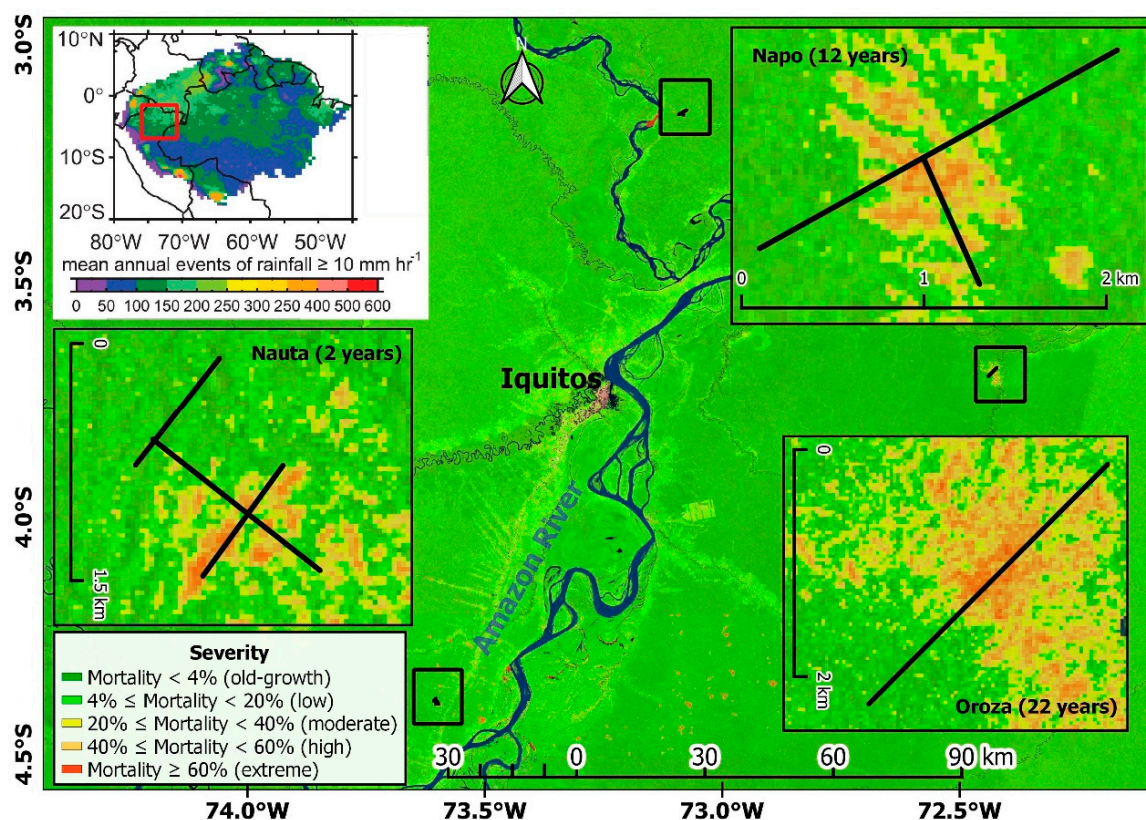 10°N
0°
10°S
20°S
80°W 70°W 60°W 50°W
mean annual events of rainfall ≥ 10 mm hr⁻¹
0 50 100 150 200 250 300 250 400 500 600
3.0°S
3.5°S
4.0°S
4.5°S
N
Napo (12 years)
0 1 2 km
Nauta (2 years)
0
1.5 km
Iquitos
Amazon River
0
2 km
Oroza (22 years)
Severity
Mortality < 4% (old-growth)
4% ≤ Mortality < 20% (low)
20% ≤ Mortality < 40% (moderate)
40% ≤ Mortality < 60% (high)
Mortality ≥ 60% (extreme)
30 0 30 60 90 km
74.0°W 73.5°W 73.0°W 72.5°W